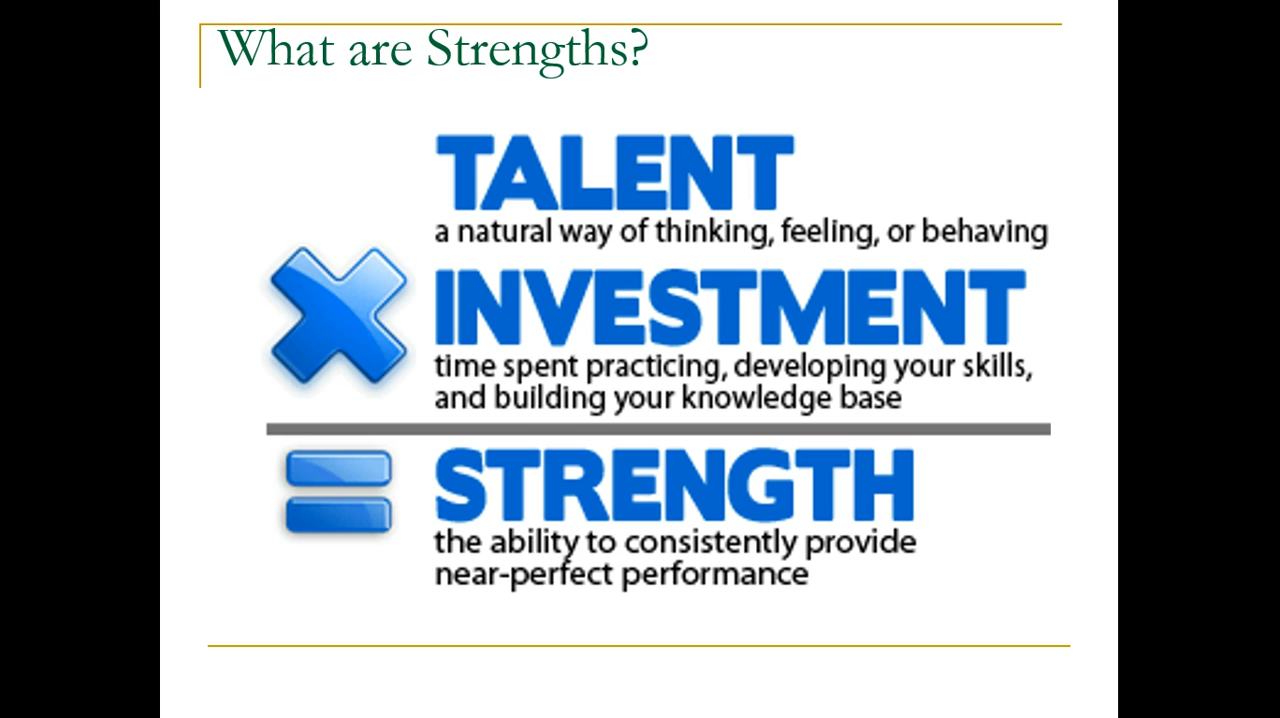 What are Strengths?
TALENT
a natural way of thinking, feeling, or behaving
INVESTMENT
time spent practicing, developing your skills,
and building your knowledge base
STRENGTH
the ability to consistently provide
near-perfect performance